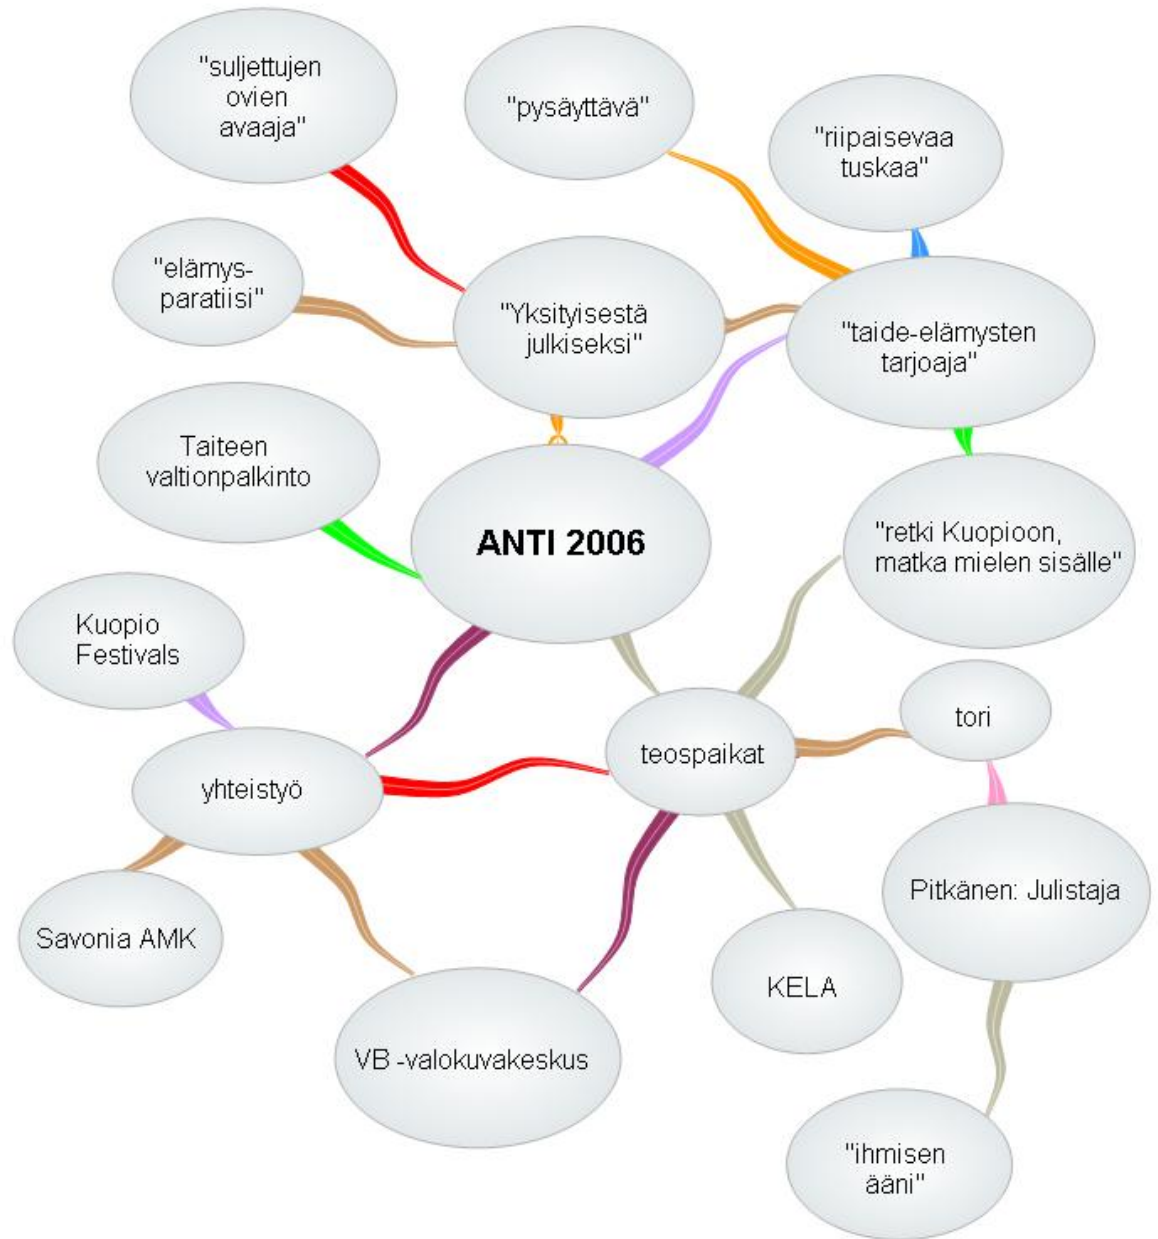 "suljettujen
ovien
avaaja"
"pysäyttävä"
"riipaisevaa
tuskaa"
"elämys-
paratiisi"
"Yksityisestä
julkiseksi"
"taide-elämysten
tarjoaja"
Taiteen
valtionpalkinto
ANTI 2006
"retki Kuopioon,
matka mielen sisälle"
Kuopio
Festivals
tori
teospaikat
yhteistyö
Pitkänen: Julistaja
Savonia AMK
KELA
VB -valokuvakeskus
"ihmisen
ääni"